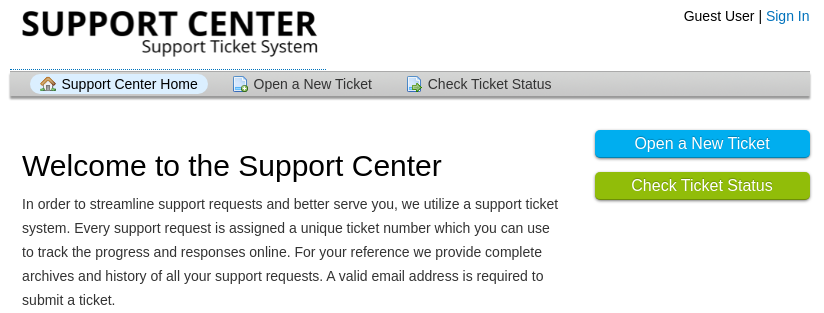 SUPPORT CENTER
Support Ticket System
Guest User | Sign In
Support Center Home
Open a New Ticket
Check Ticket Status
Open a New Ticket
Check Ticket Status
Welcome to the Support Center
In order to streamline support requests and better serve you, we utilize a support ticket
system. Every support request is assigned a unique ticket number which you can use
to track the progress and responses online. For your reference we provide complete
archives and history of all your support requests. A valid email address is required to
submit a ticket.